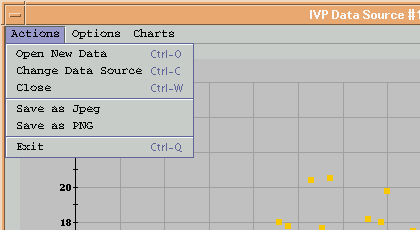 IVP Data Source #1
Actions Options Charts
Open New Data Ctrl-O
Change Data Source Ctrl-C
Close Ctrl-W
Save as Jpeg
Save as PNG
Exit Ctrl-Q
20
18